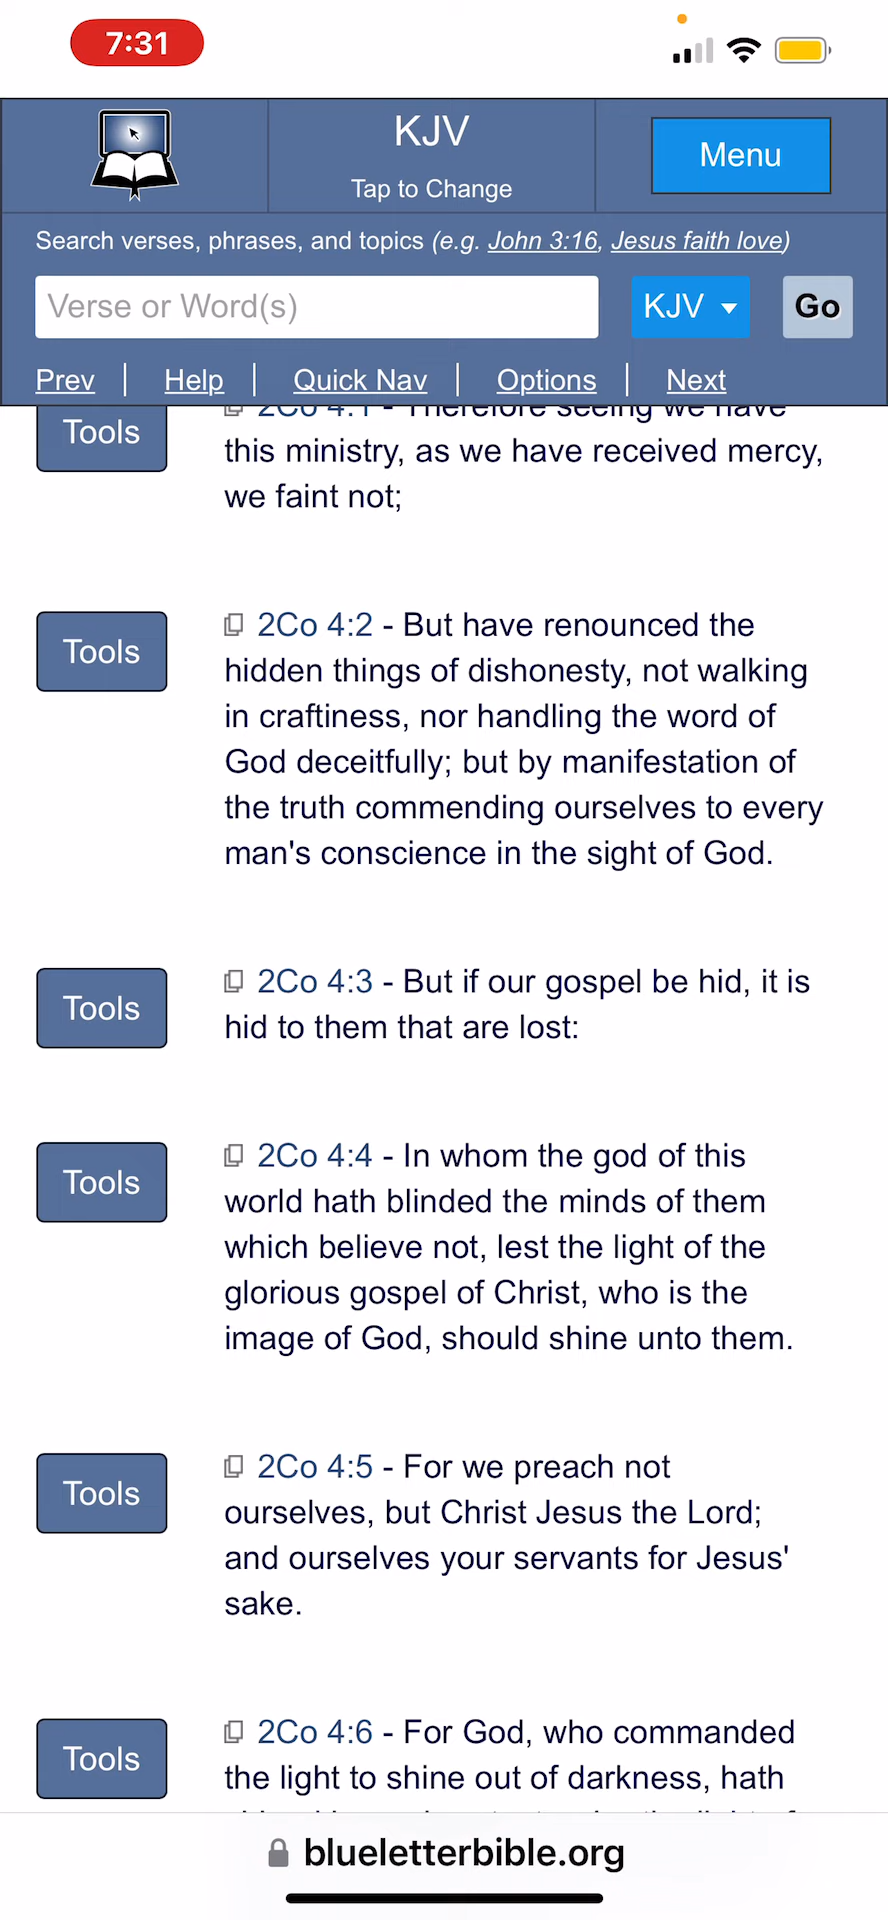 7:31
KJV
Tap to Change
Menu
Search verses, phrases, and topics (e.g. John 3:16, Jesus faith love)
Verse or Word(s)
KJV
Go
Prev | Help | Quick Nav | Options | Next
Tools
2Co 4:1 - Therefore seeing we have
this ministry, as we have received mercy,
we faint not;
Tools
2Co 4:2 - But have renounced the
hidden things of dishonesty, not walking
in craftiness, nor handling the word of
God deceitfully; but by manifestation of
the truth commending ourselves to every
man's conscience in the sight of God.
Tools
2Co 4:3 - But if our gospel be hid, it is
hid to them that are lost:
Tools
2Co 4:4 - In whom the god of this
world hath blinded the minds of them
which believe not, lest the light of the
glorious gospel of Christ, who is the
image of God, should shine unto them.
Tools
2Co 4:5 - For we preach not
ourselves, but Christ Jesus the Lord;
and ourselves your servants for Jesus'
sake.
Tools
2Co 4:6 - For God, who commanded
the light to shine out of darkness, hath
blueletterbible.org